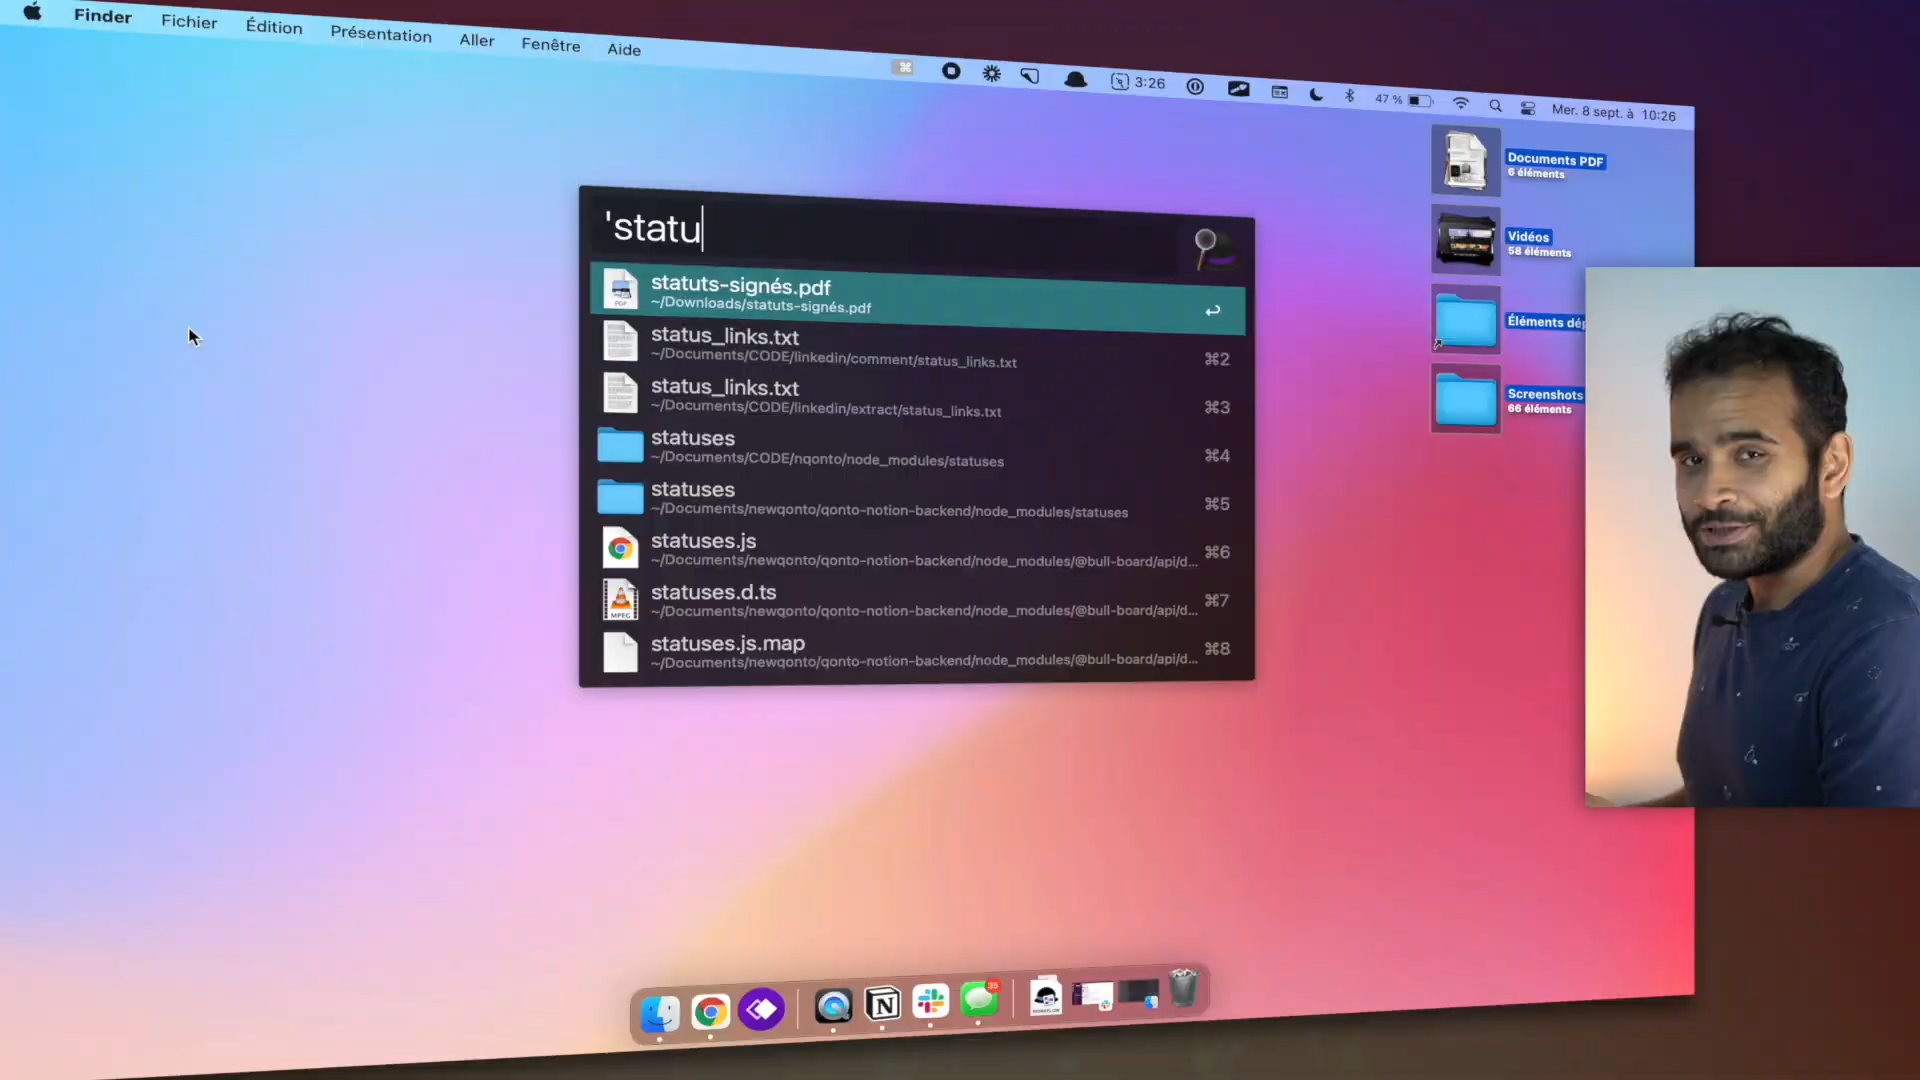 Finder Fichier Édition Présentation Aller Fenêtre Aide
3:26 47 % Mer. 8 sept. à 10:26
Documents PDF
6 éléments
Vidéos
58 éléments
Éléments dép
Screenshots
66 éléments
'statu
statuts-signés.pdf
~/Downloads/statuts-signés.pdf
PDF
status_links.txt
~/Documents/CODE/linkedin/comment/status_links.txt ⌘2
status_links.txt
~/Documents/CODE/linkedin/extract/status_links.txt ⌘3
statuses
~/Documents/CODE/nqonto/node_modules/statuses ⌘4
statuses
~/Documents/newqonto/qonto-notion-backend/node_modules/statuses ⌘5
statuses.js
~/Documents/newqonto/qonto-notion-backend/node_modules/@bull-board/api/d... ⌘6
statuses.d.ts
~/Documents/newqonto/qonto-notion-backend/node_modules/@bull-board/api/d... ⌘7
MPEG
statuses.js.map
~/Documents/newqonto/qonto-notion-backend/node_modules/@bull-board/api/d... ⌘8
35